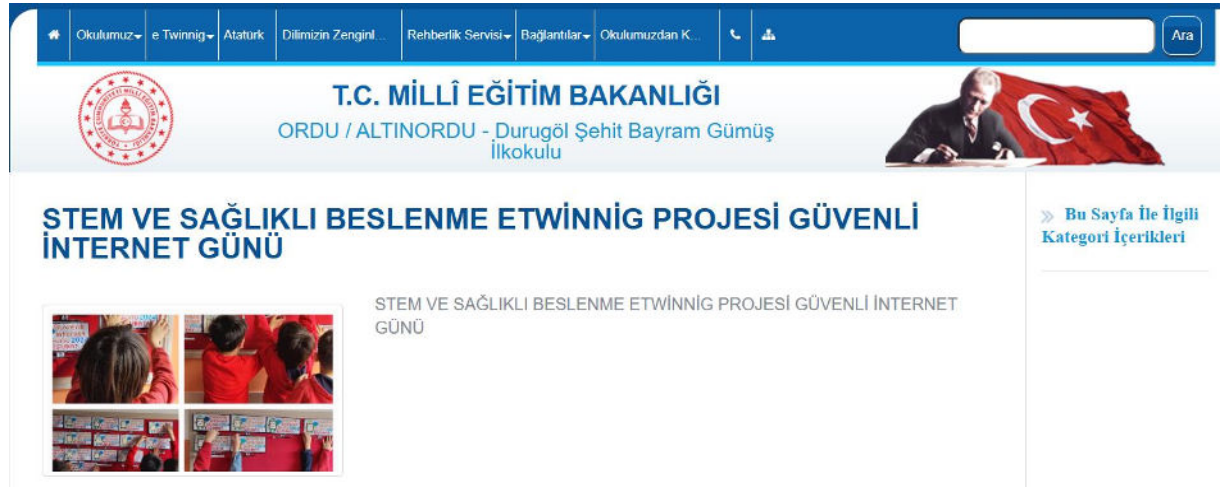 Okulumuz
e Twinnig
Atatürk
Dilimizin Zenginl...
Rehberlik Servisi
Bağlantılar
Okulumuzdan K...
Ara
T.C. MİLLÎ EĞİTİM BAKANLIĞI
ORDU / ALTINORDU - Durugöl Şehit Bayram Gümüş
İlkokulu
STEM VE SAĞLIKLI BESLENME ETWİNNİG PROJESİ GÜVENLİ
İNTERNET GÜNÜ
» Bu Sayfa İle İlgili
Kategori İçerikleri
STEM VE SAĞLIKLI BESLENME ETWİNNİG PROJESİ GÜVENLİ İNTERNET
GÜNÜ